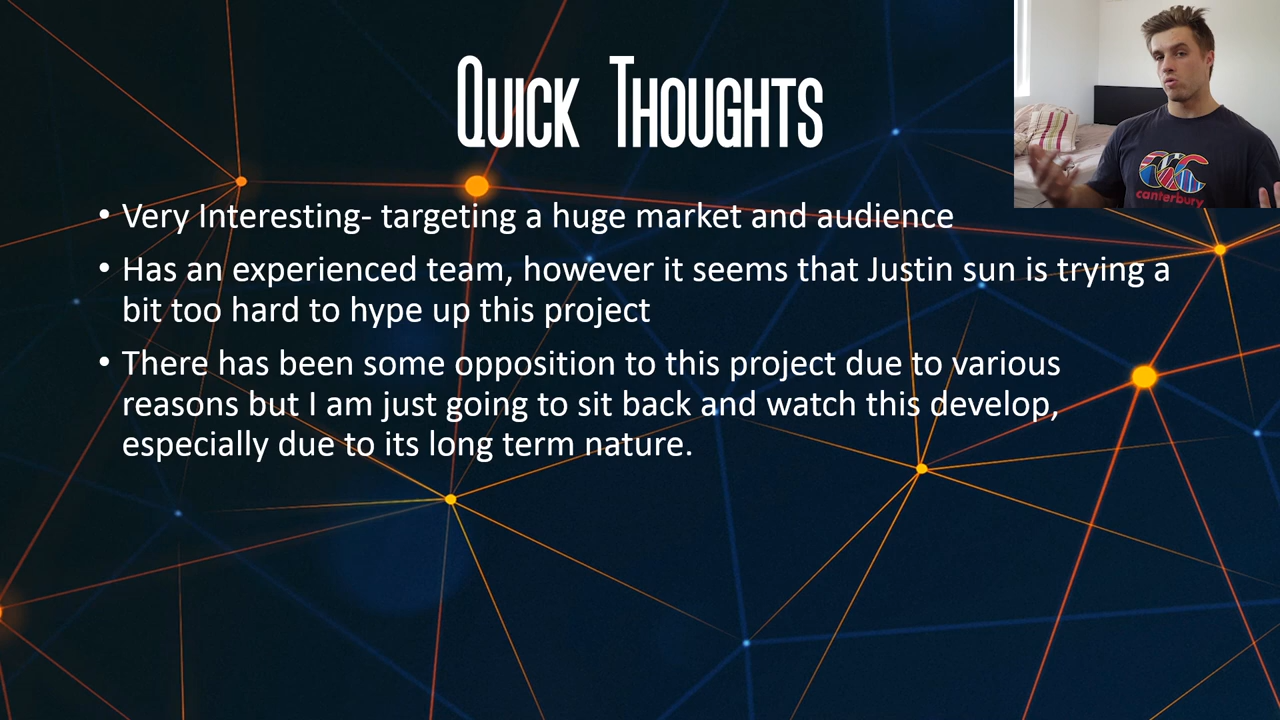 Quick Thoughts
• Very Interesting- targeting a huge market and audience
• Has an experienced team, however it seems that Justin sun is trying a
bit too hard to hype up this project
• There has been some opposition to this project due to various
reasons but I am just going to sit back and watch this develop,
especially due to its long term nature.
canterbury